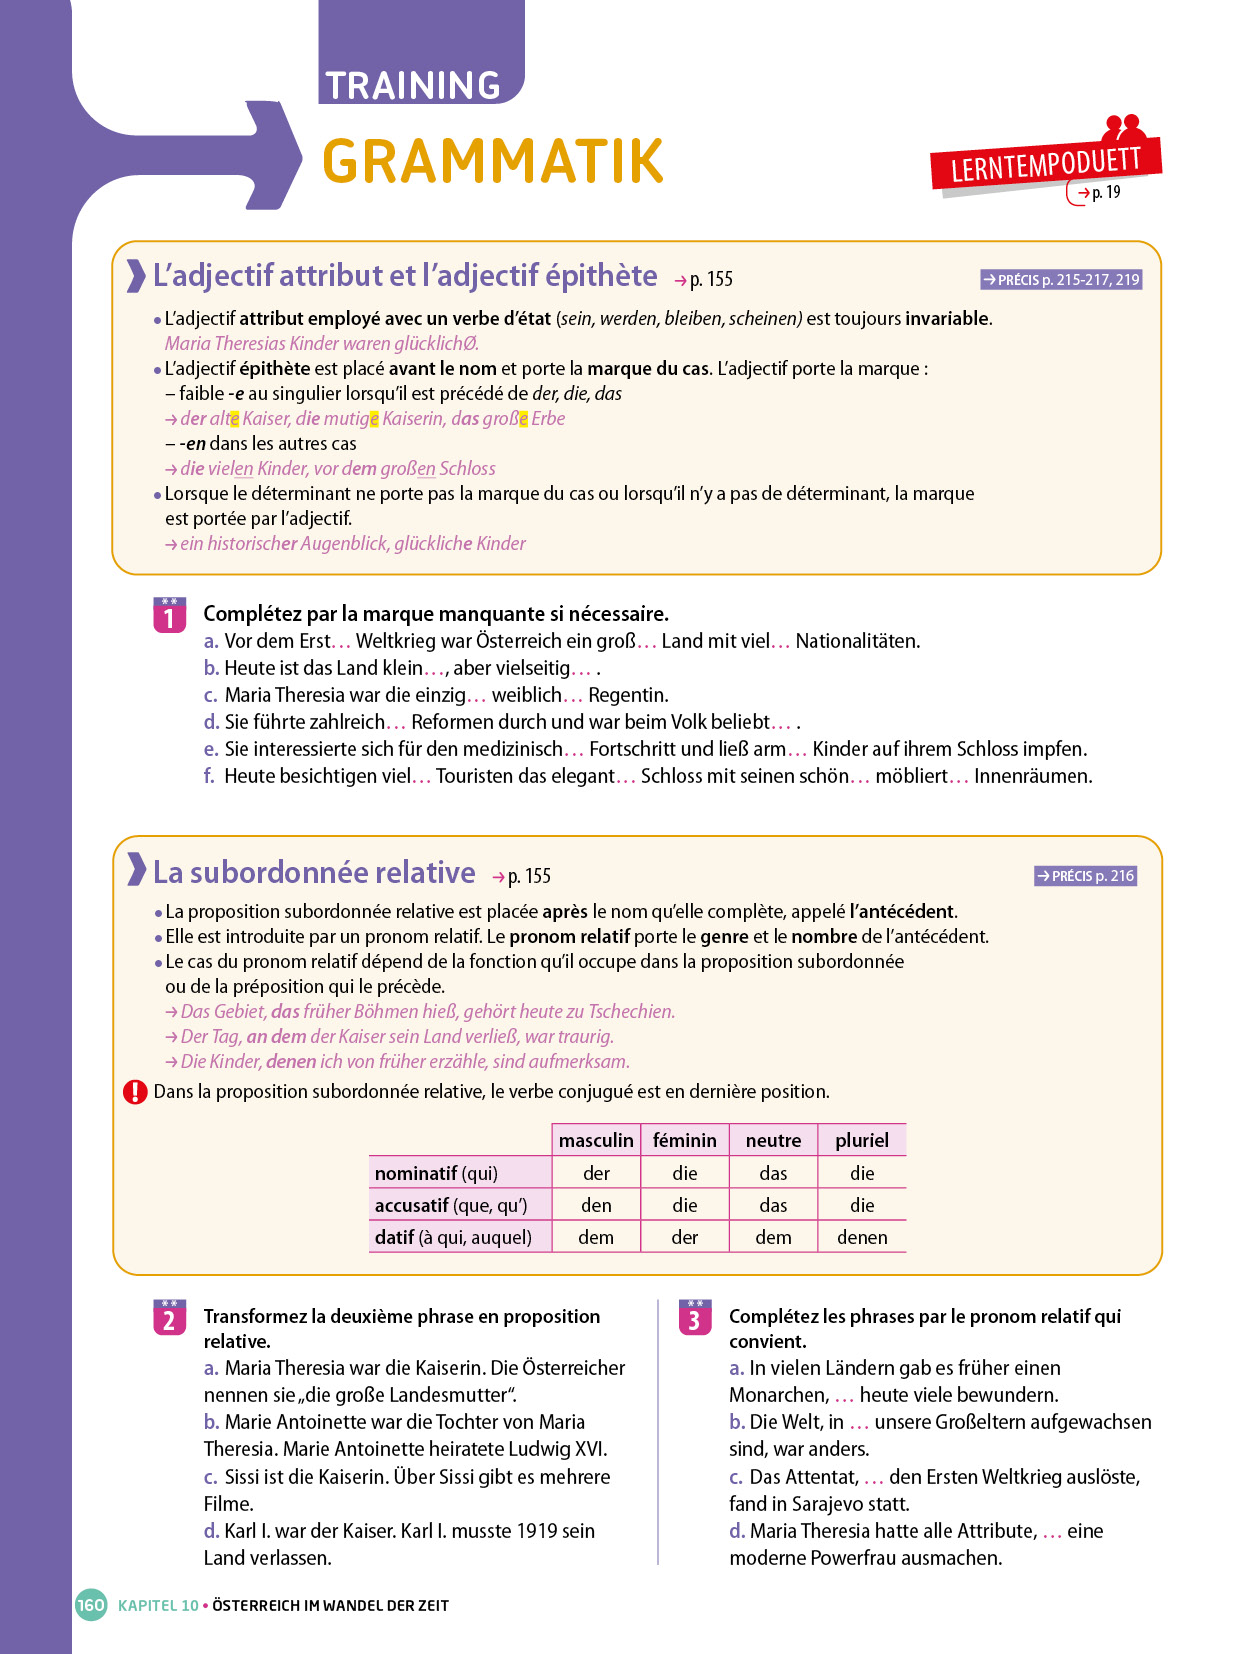 TRAINING
GRAMMATIK
LERNTEMPODUETT
→ p. 19
L’adjectif attribut et l’adjectif épithète → p. 155
→ PRÉCIS p. 215-217, 219
• L’adjectif attribut employé avec un verbe d’état (sein, werden, bleiben, scheinen) est toujours invariable.
Maria Theresias Kinder waren glücklichØ.
• L’adjectif épithète est placé avant le nom et porte la marque du cas. L’adjectif porte la marque :
– faible -e au singulier lorsqu’il est précédé de der, die, das
→ der alte Kaiser, die mutige Kaiserin, das große Erbe
– -en dans les autres cas
→ die vielen Kinder, vor dem großen Schloss
• Lorsque le déterminant ne porte pas la marque du cas ou lorsqu’il n’y a pas de déterminant, la marque
est portée par l’adjectif.
→ ein historischer Augenblick, glückliche Kinder
** 1 Complétez par la marque manquante si nécessaire.
a. Vor dem Erst... Weltkrieg war Österreich ein groß... Land mit viel... Nationalitäten.
b. Heute ist das Land klein..., aber vielseitig... .
c. Maria Theresia war die einzig... weiblich... Regentin.
d. Sie führte zahlreich... Reformen durch und war beim Volk beliebt... .
e. Sie interessierte sich für den medizinisch... Fortschritt und ließ arm... Kinder auf ihrem Schloss impfen.
f. Heute besichtigen viel... Touristen das elegant... Schloss mit seinen schön... möbliert... Innenräumen.
La subordonnée relative → p. 155
→ PRÉCIS p. 216
• La proposition subordonnée relative est placée après le nom qu’elle complète, appelé l’antécédent.
• Elle est introduite par un pronom relatif. Le pronom relatif porte le genre et le nombre de l’antécédent.
• Le cas du pronom relatif dépend de la fonction qu’il occupe dans la proposition subordonnée
ou de la préposition qui le précède.
→ Das Gebiet, das früher Böhmen hieß, gehört heute zu Tschechien.
→ Der Tag, an dem der Kaiser sein Land verließ, war traurig.
→ Die Kinder, denen ich von früher erzähle, sind aufmerksam.
! Dans la proposition subordonnée relative, le verbe conjugué est en dernière position.
masculin féminin neutre pluriel
nominatif (qui) der die das die
accusatif (que, qu’) den die das die
datif (à qui, auquel) dem der dem denen
** 2 Transformez la deuxième phrase en proposition
relative.
a. Maria Theresia war die Kaiserin. Die Österreicher
nennen sie „die große Landesmutter“.
b. Marie Antoinette war die Tochter von Maria
Theresia. Marie Antoinette heiratete Ludwig XVI.
c. Sissi ist die Kaiserin. Über Sissi gibt es mehrere
Filme.
d. Karl I. war der Kaiser. Karl I. musste 1919 sein
Land verlassen.
** 3 Complétez les phrases par le pronom relatif qui
convient.
a. In vielen Ländern gab es früher einen
Monarchen, ... heute viele bewundern.
b. Die Welt, in ... unsere Großeltern aufgewachsen
sind, war anders.
c. Das Attentat, ... den Ersten Weltkrieg auslöste,
fand in Sarajevo statt.
d. Maria Theresia hatte alle Attribute, ... eine
moderne Powerfrau ausmachen.
160 KAPITEL 10 • ÖSTERREICH IM WANDEL DER ZEIT